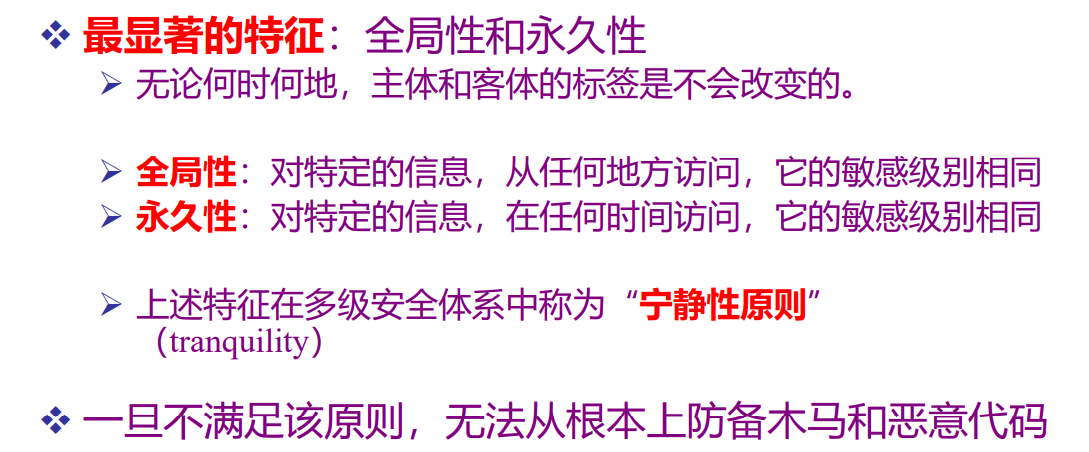 最显著的特征：全局性和永久性
无论何时何地，主体和客体的标签是不会改变的。
全局性：对特定的信息，从任何地方访问，它的敏感级别相同
永久性：对特定的信息，在任何时间访问，它的敏感级别相同
上述特征在多级安全体系中称为“宁静性原则”
（tranquility）
一旦不满足该原则，无法从根本上防备木马和恶意代码